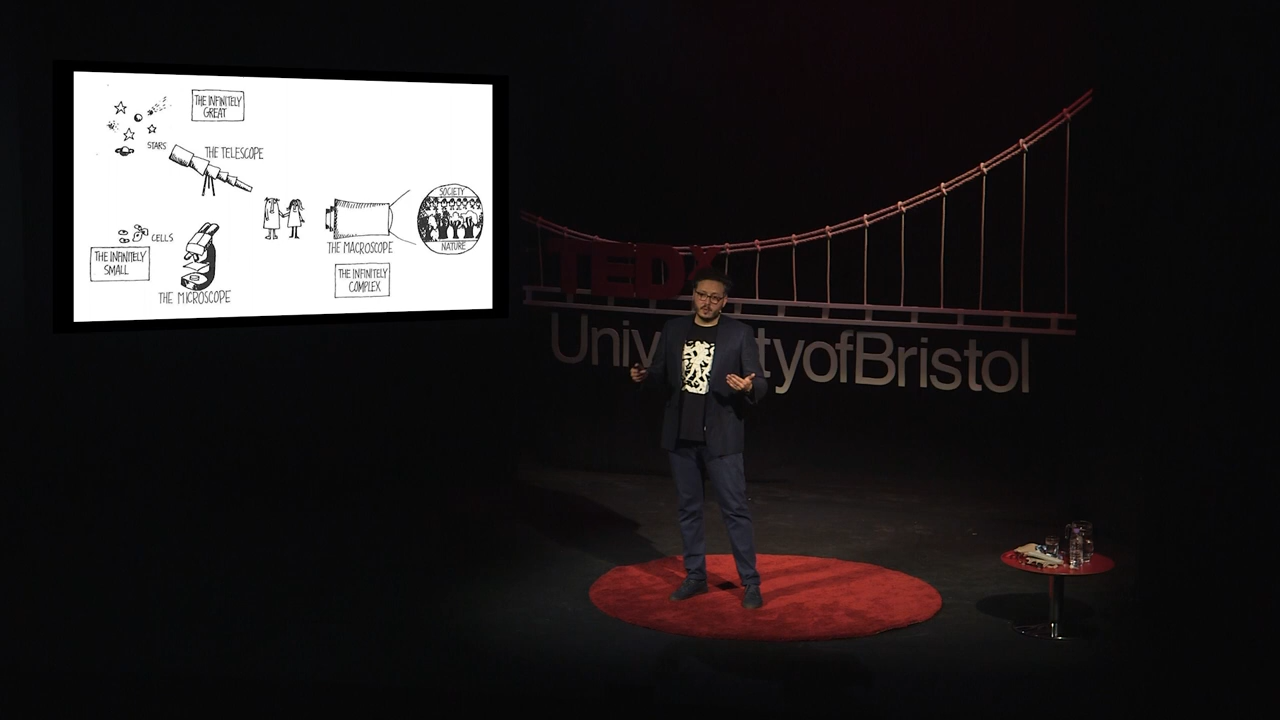 THE INFINITELY
GREAT
STARS
THE TELESCOPE
CELLS
THE INFINITELY
SMALL
THE MICROSCOPE
THE MACROSCOPE
THE INFINITELY
COMPLEX
SOCIETY
NATURE
TEDx
UniversityofBristol